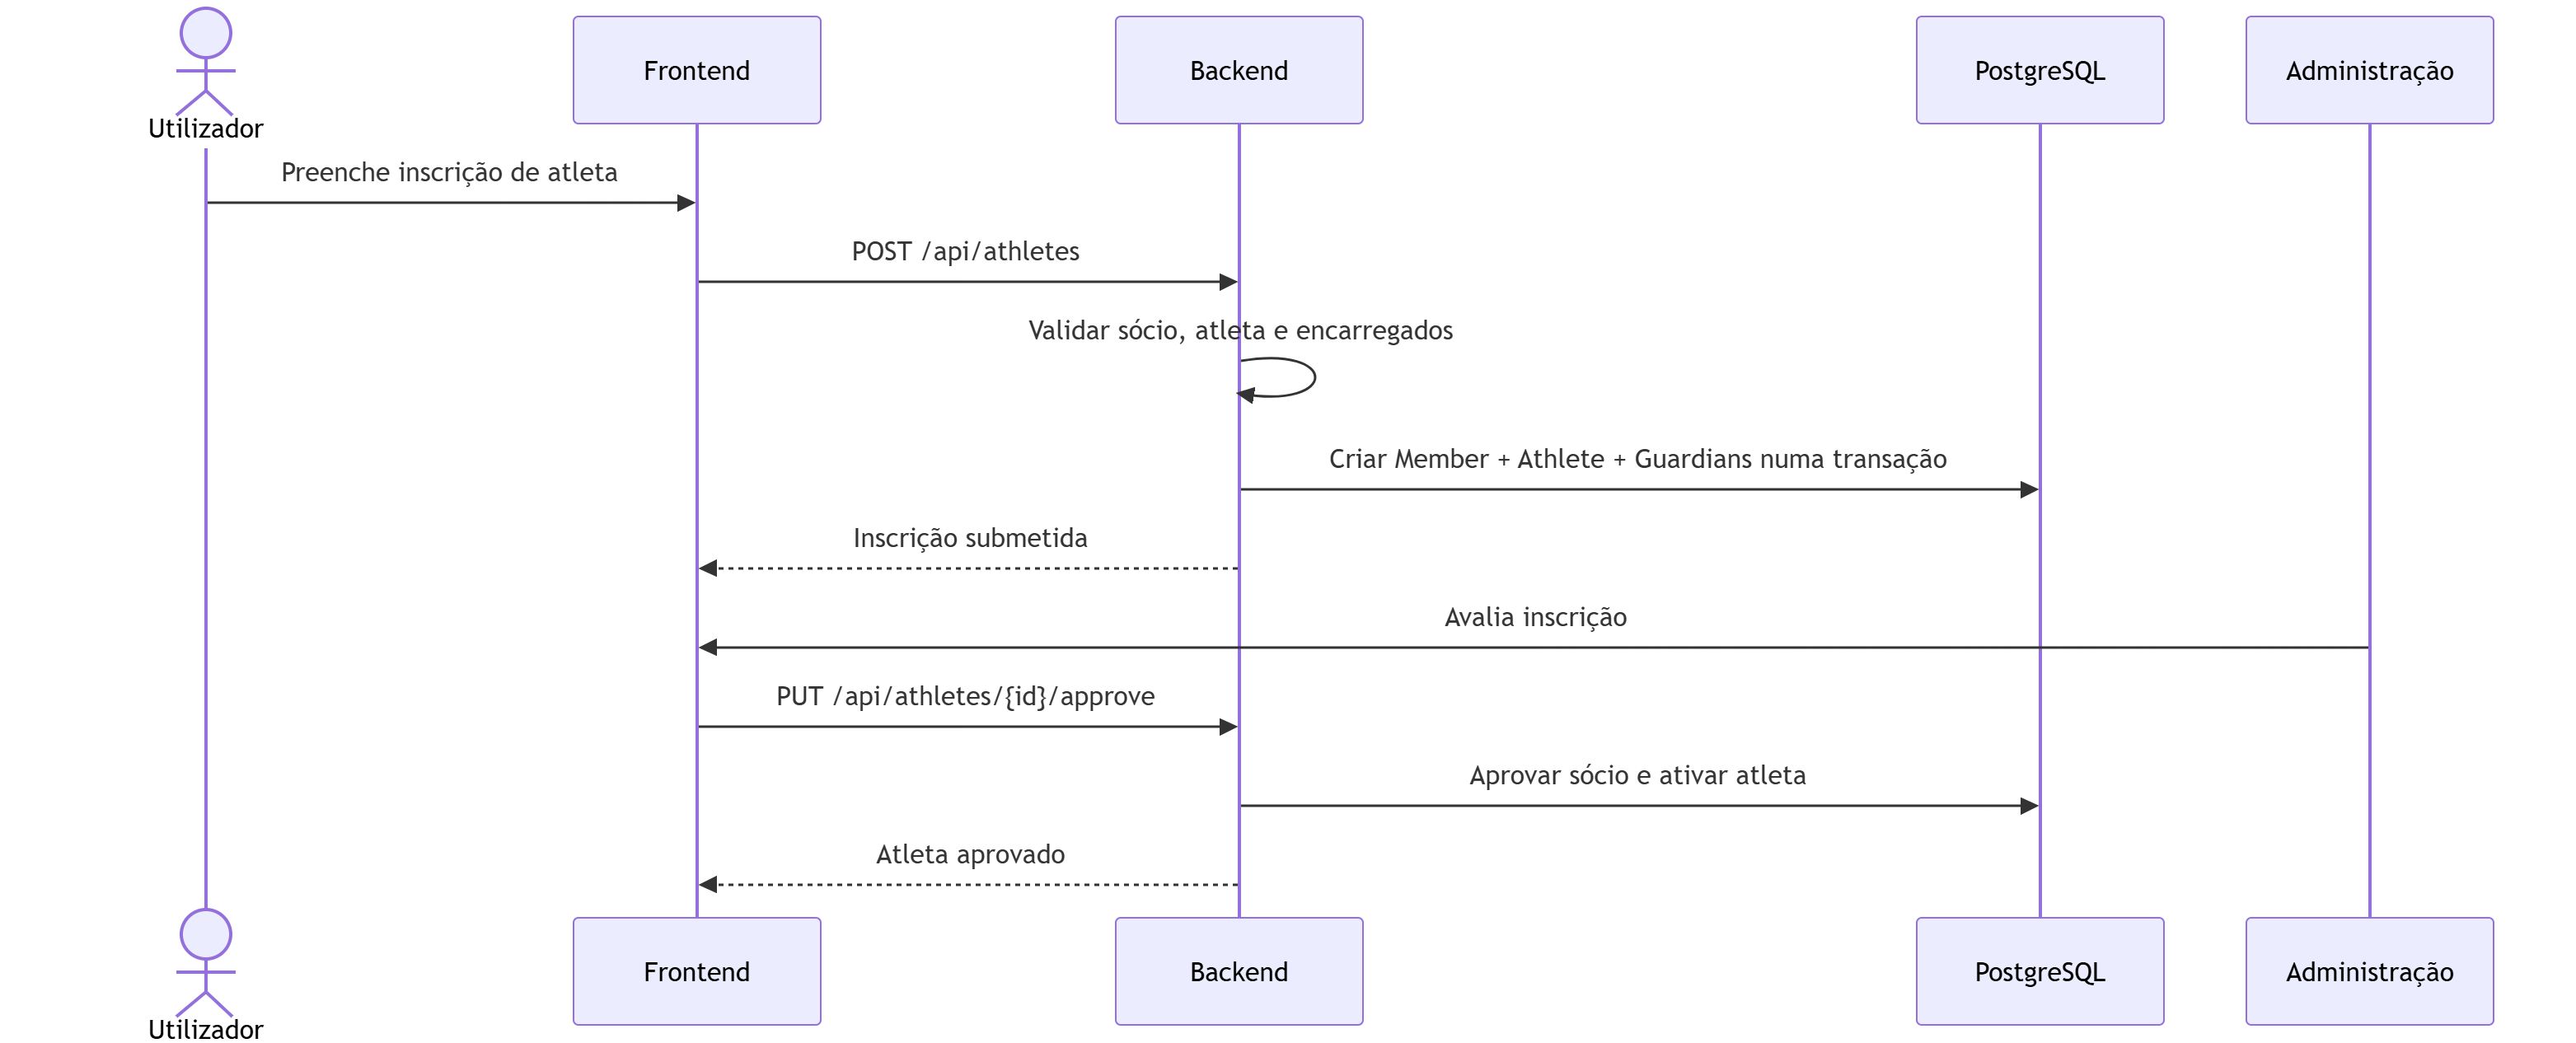 Utilizador
Frontend
Backend
PostgreSQL
Administração
Preenche inscrição de atleta
POST /api/athletes
Validar sócio, atleta e encarregados
Criar Member + Athlete + Guardians numa transação
Inscrição submetida
Avalia inscrição
PUT /api/athletes/{id}/approve
Aprovar sócio e ativar atleta
Atleta aprovado
Utilizador
Frontend
Backend
PostgreSQL
Administração